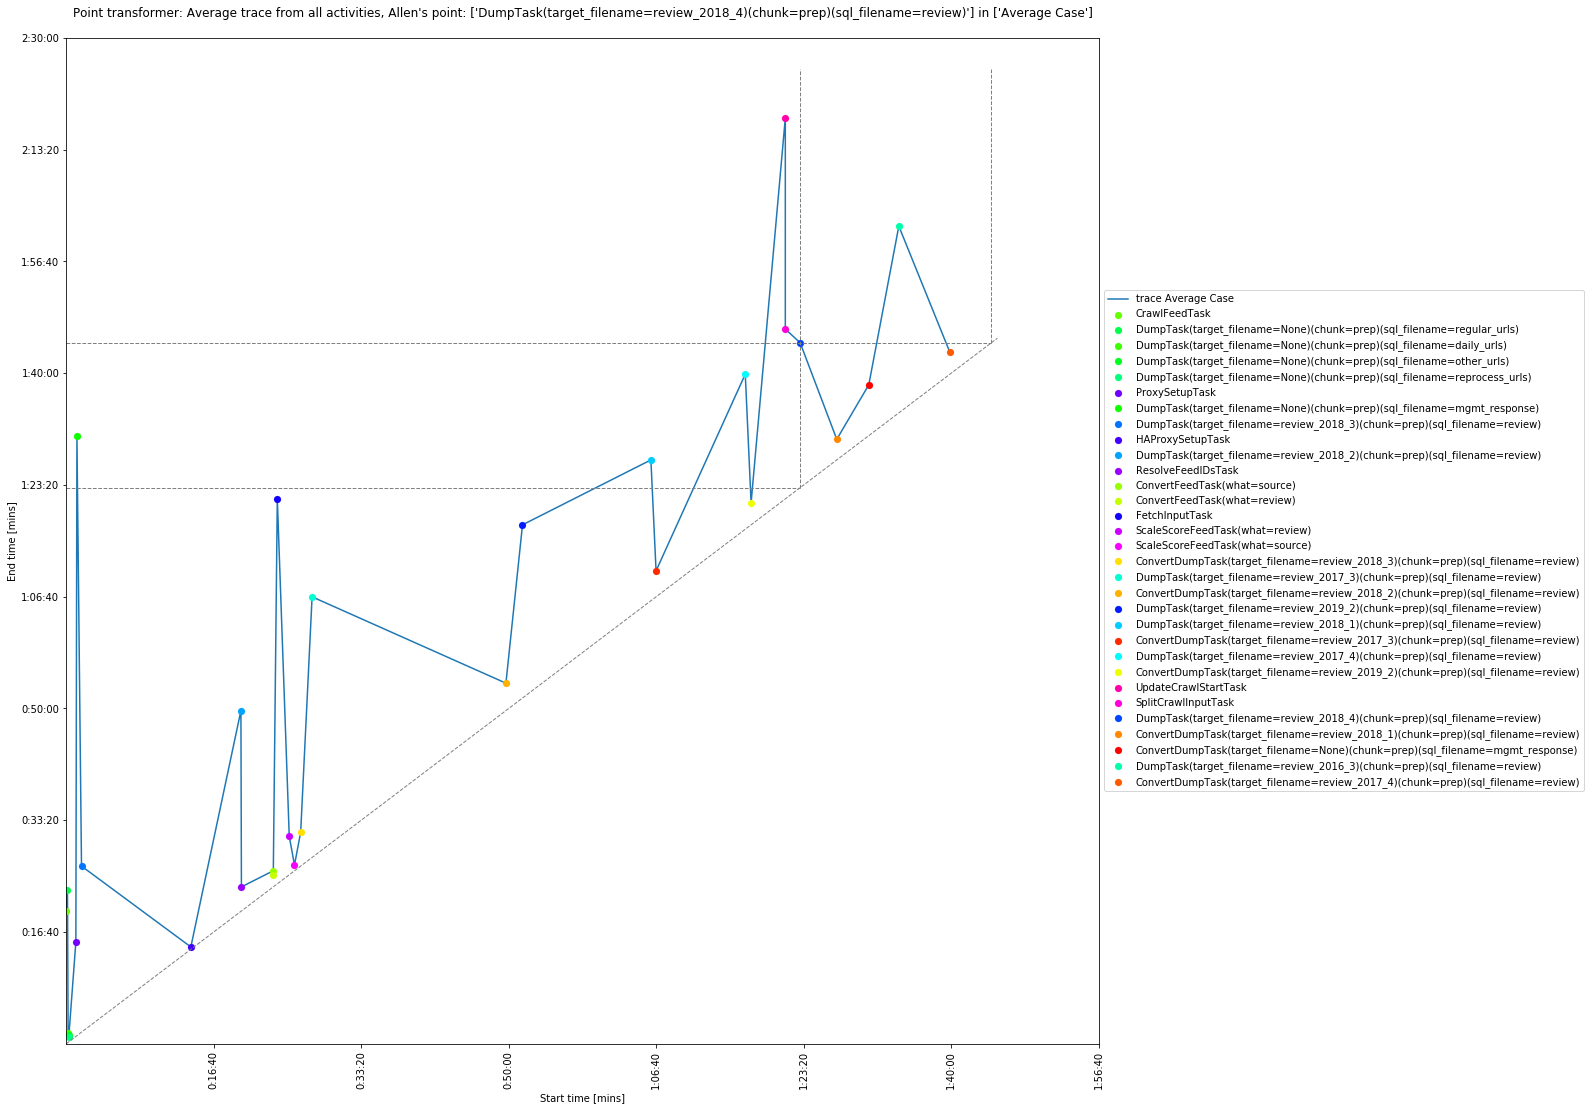 Point transformer: Average trace from all activities, Allen's point: ['DumpTask(target_filename=review_2018_4)(chunk=prep)(sql_filename=review)'] in ['Average Case']
2:30:00
2:13:20
1:56:40
1:40:00
1:23:20
1:06:40
0:50:00
0:33:20
0:16:40
End time [mins]
0:16:40
0:33:20
0:50:00
1:06:40
1:23:20
1:40:00
1:56:40
Start time [mins]
trace Average Case
CrawlFeedTask
DumpTask(target_filename=None)(chunk=prep)(sql_filename=regular_urls)
DumpTask(target_filename=None)(chunk=prep)(sql_filename=daily_urls)
DumpTask(target_filename=None)(chunk=prep)(sql_filename=other_urls)
DumpTask(target_filename=None)(chunk=prep)(sql_filename=reprocess_urls)
ProxySetupTask
DumpTask(target_filename=None)(chunk=prep)(sql_filename=mgmt_response)
DumpTask(target_filename=review_2018_3)(chunk=prep)(sql_filename=review)
HAProxySetupTask
DumpTask(target_filename=review_2018_2)(chunk=prep)(sql_filename=review)
ResolveFeedIDsTask
ConvertFeedTask(what=source)
ConvertFeedTask(what=review)
FetchInputTask
ScaleScoreFeedTask(what=review)
ScaleScoreFeedTask(what=source)
ConvertDumpTask(target_filename=review_2018_3)(chunk=prep)(sql_filename=review)
DumpTask(target_filename=review_2017_3)(chunk=prep)(sql_filename=review)
ConvertDumpTask(target_filename=review_2018_2)(chunk=prep)(sql_filename=review)
DumpTask(target_filename=review_2019_2)(chunk=prep)(sql_filename=review)
DumpTask(target_filename=review_2018_1)(chunk=prep)(sql_filename=review)
ConvertDumpTask(target_filename=review_2017_3)(chunk=prep)(sql_filename=review)
DumpTask(target_filename=review_2017_4)(chunk=prep)(sql_filename=review)
ConvertDumpTask(target_filename=review_2019_2)(chunk=prep)(sql_filename=review)
UpdateCrawlStartTask
SplitCrawlInputTask
DumpTask(target_filename=review_2018_4)(chunk=prep)(sql_filename=review)
ConvertDumpTask(target_filename=review_2018_1)(chunk=prep)(sql_filename=review)
ConvertDumpTask(target_filename=None)(chunk=prep)(sql_filename=mgmt_response)
DumpTask(target_filename=review_2016_3)(chunk=prep)(sql_filename=review)
ConvertDumpTask(target_filename=review_2017_4)(chunk=prep)(sql_filename=review)